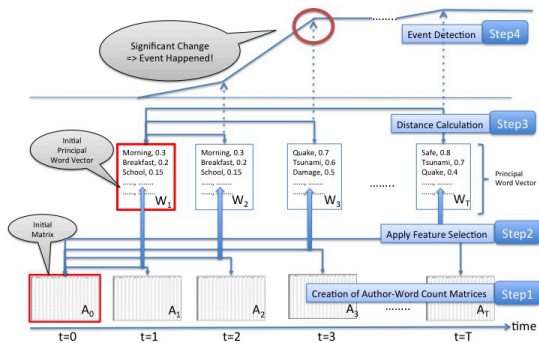 Significant Change
=> Event Happened!
........
Event Detection
Step4
Distance Calculation
Step3
Initial
Principal
Word Vector
Morning, 0.3
Breakfast, 0.2
School, 0.15
……., ……
……., ……
W1
Morning, 0.3
Breakfast, 0.2
School, 0.15
……., ……
……., ……
W2
Quake, 0.7
Tsunami, 0.6
Damage, 0.5
……., ……
……., ……
W3
........
Safe, 0.8
Tsunami, 0.7
Quake, 0.4
……., ……
……., ……
WT
Principal
Word Vector
Initial
Matrix
Apply Feature Selection
Step2
Creation of Author-Word Count Matrices
Step1
A0
A1
A2
A3
........
AT
time
t=0
t=1
t=2
t=3
t=T